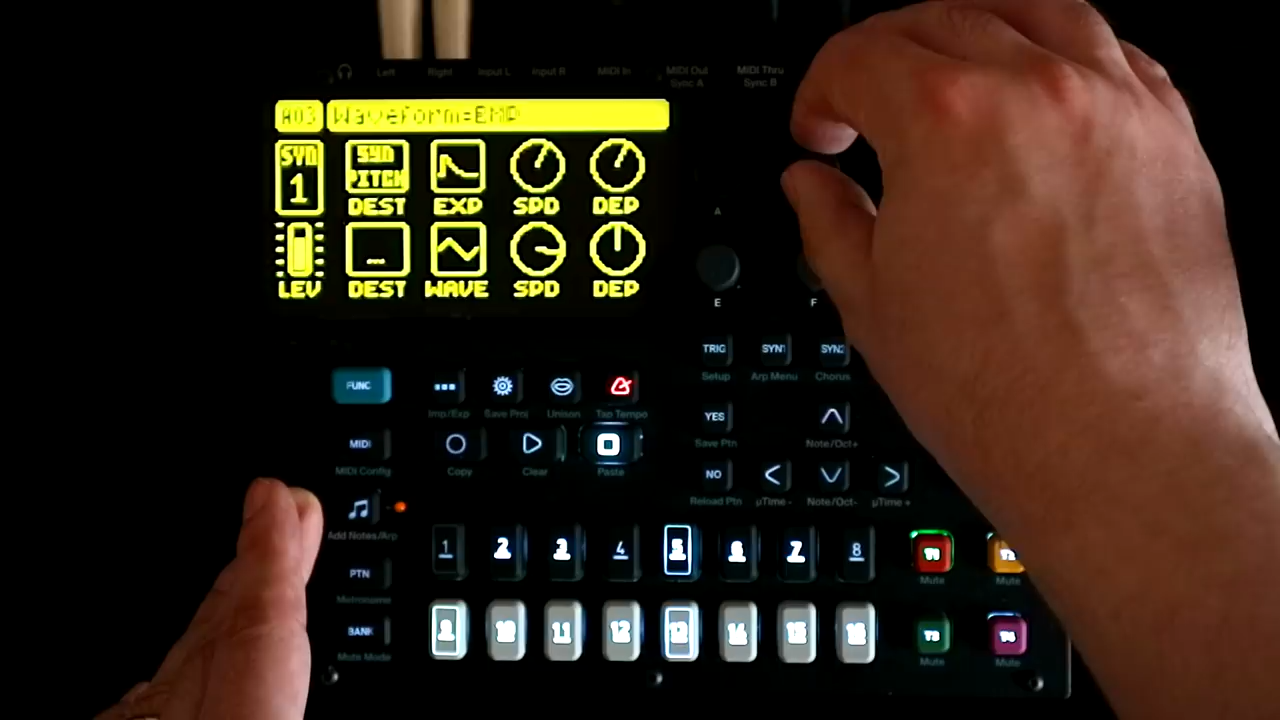 Left Right Input L Input R MIDI In MIDI Out MIDI Thru
Sync A Sync B
A03
SYN
1
SYN
PITCH
DEST EXP SPD DEP
LEV DEST WAVE SPD DEP
A
E F
TRIG SYN1 SYN2
Setup Arp Menu Chorus
FUNC
Imp/Exp Save Proj Unison Tap Tempo
YES
Save Ptn Note/Oct+
MIDI
MIDI Config Copy Clear Paste
NO
Reload Ptn µTime - Note/Oct- µTime +
Add Notes/Arp
1 2 3 4 5 6 7 8 T1 T2
Mute Mute
PTN
Metronome
9 10 11 12 13 14 15 16 T3 T4
BANK
Mute Mode Mute Mute